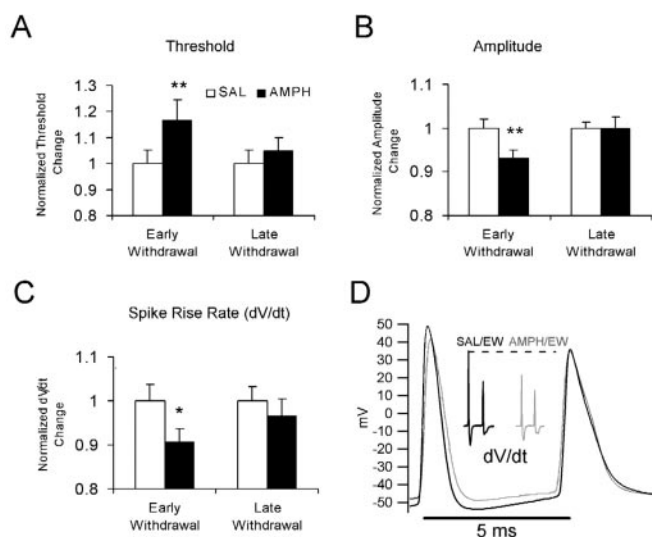 A
Threshold
Normalized Threshold
Change
1.3
1.2
1.1
1
0.9
0.8
**
SAL
AMPH
Early
Withdrawal
Late
Withdrawal
B
Amplitude
Normalized Amplitude
Change
1.1
1
0.9
0.8
**
Early
Withdrawal
Late
Withdrawal
C
Spike Rise Rate (dV/dt)
Normalized dV/dt
Change
1.1
1
0.9
0.8
*
Early
Withdrawal
Late
Withdrawal
D
mV
50
40
30
20
10
0
-10
-20
-30
-40
-50
SAL/EW
AMPH/EW
dV/dt
5 ms